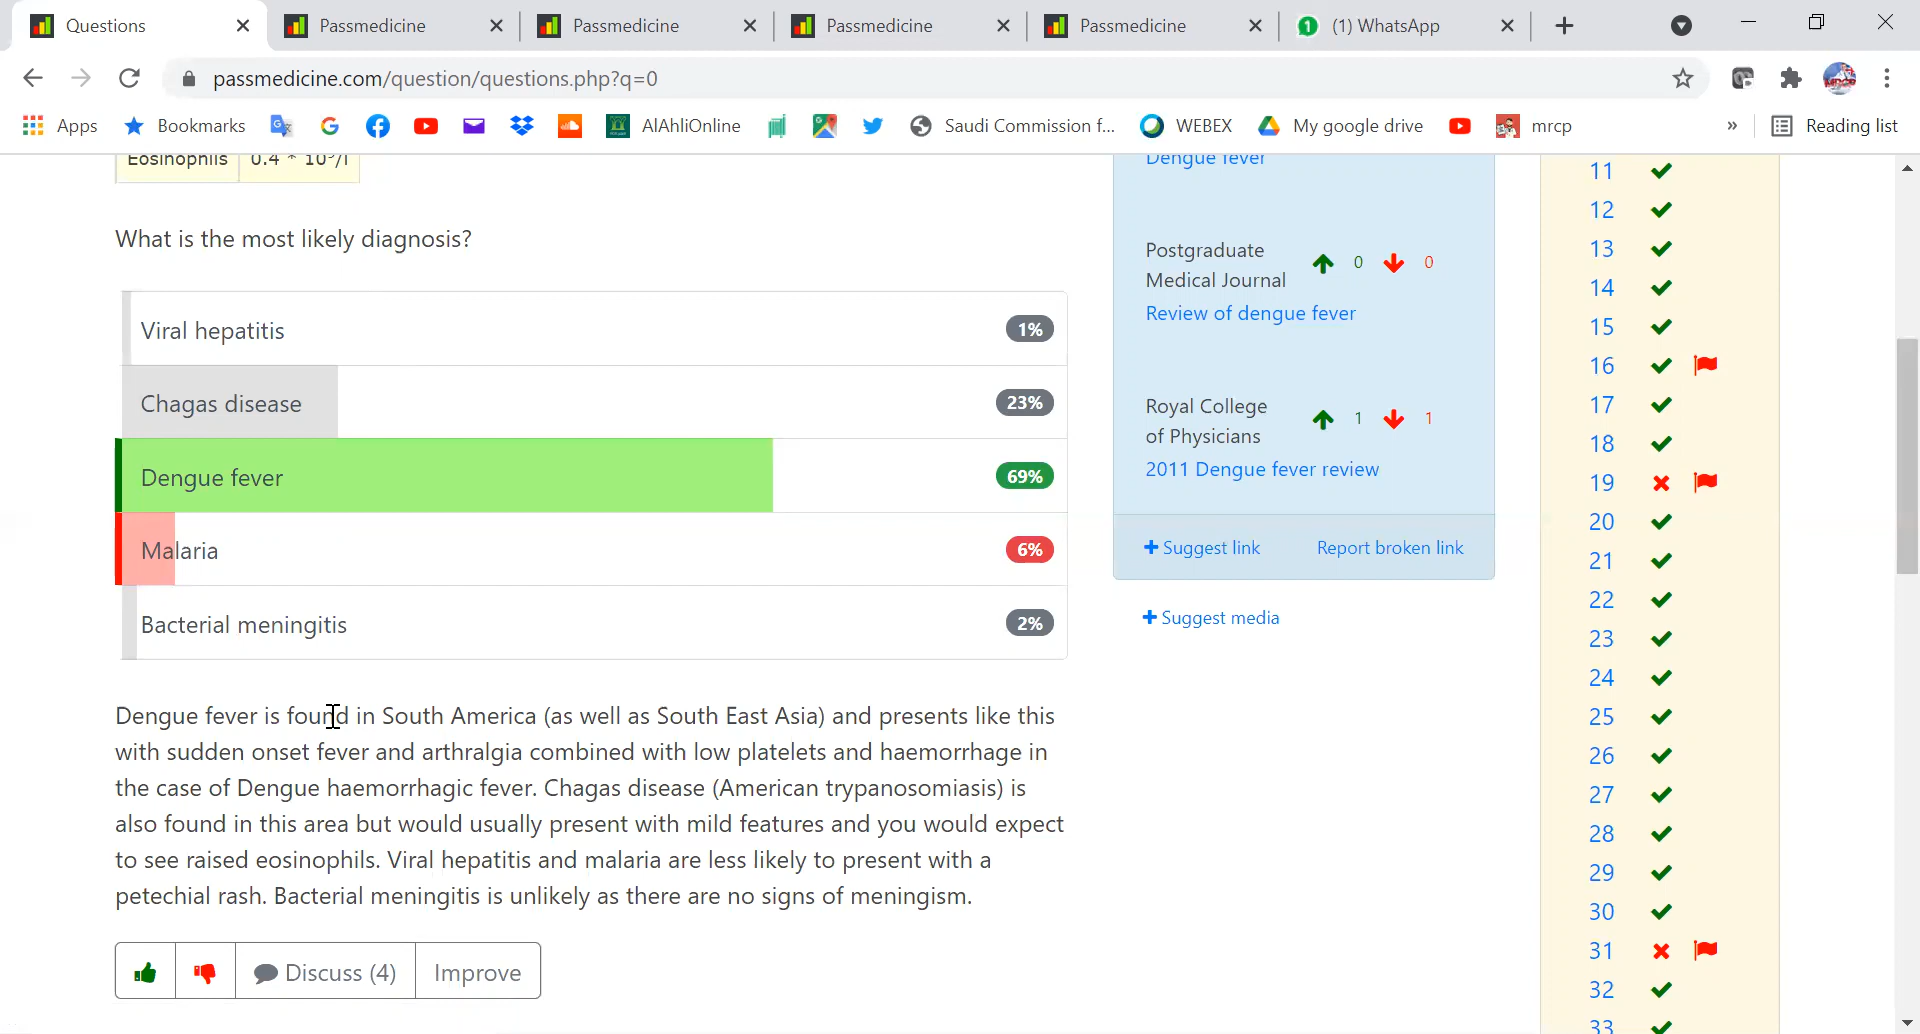 Questions
Passmedicine
Passmedicine
Passmedicine
Passmedicine
1 (1) WhatsApp
passmedicine.com/question/questions.php?q=0
Apps
Bookmarks
AlAhliOnline
Saudi Commission f...
WEBEX
My google drive
mrcp
»
Reading list
Eosinophils 0.4 * 10⁹/l
What is the most likely diagnosis?
Viral hepatitis 1%
Chagas disease 23%
Dengue fever 69%
Malaria 6%
Bacterial meningitis 2%
Dengue fever is found in South America (as well as South East Asia) and presents like this
with sudden onset fever and arthralgia combined with low platelets and haemorrhage in
the case of Dengue haemorrhagic fever. Chagas disease (American trypanosomiasis) is
also found in this area but would usually present with mild features and you would expect
to see raised eosinophils. Viral hepatitis and malaria are less likely to present with a
petechial rash. Bacterial meningitis is unlikely as there are no signs of meningism.
Discuss (4)
Improve
Dengue fever
Postgraduate
Medical Journal
0 0
Review of dengue fever
Royal College
of Physicians
1 1
2011 Dengue fever review
Suggest link
Report broken link
Suggest media
11
12
13
14
15
16
17
18
19
20
21
22
23
24
25
26
27
28
29
30
31
32
33